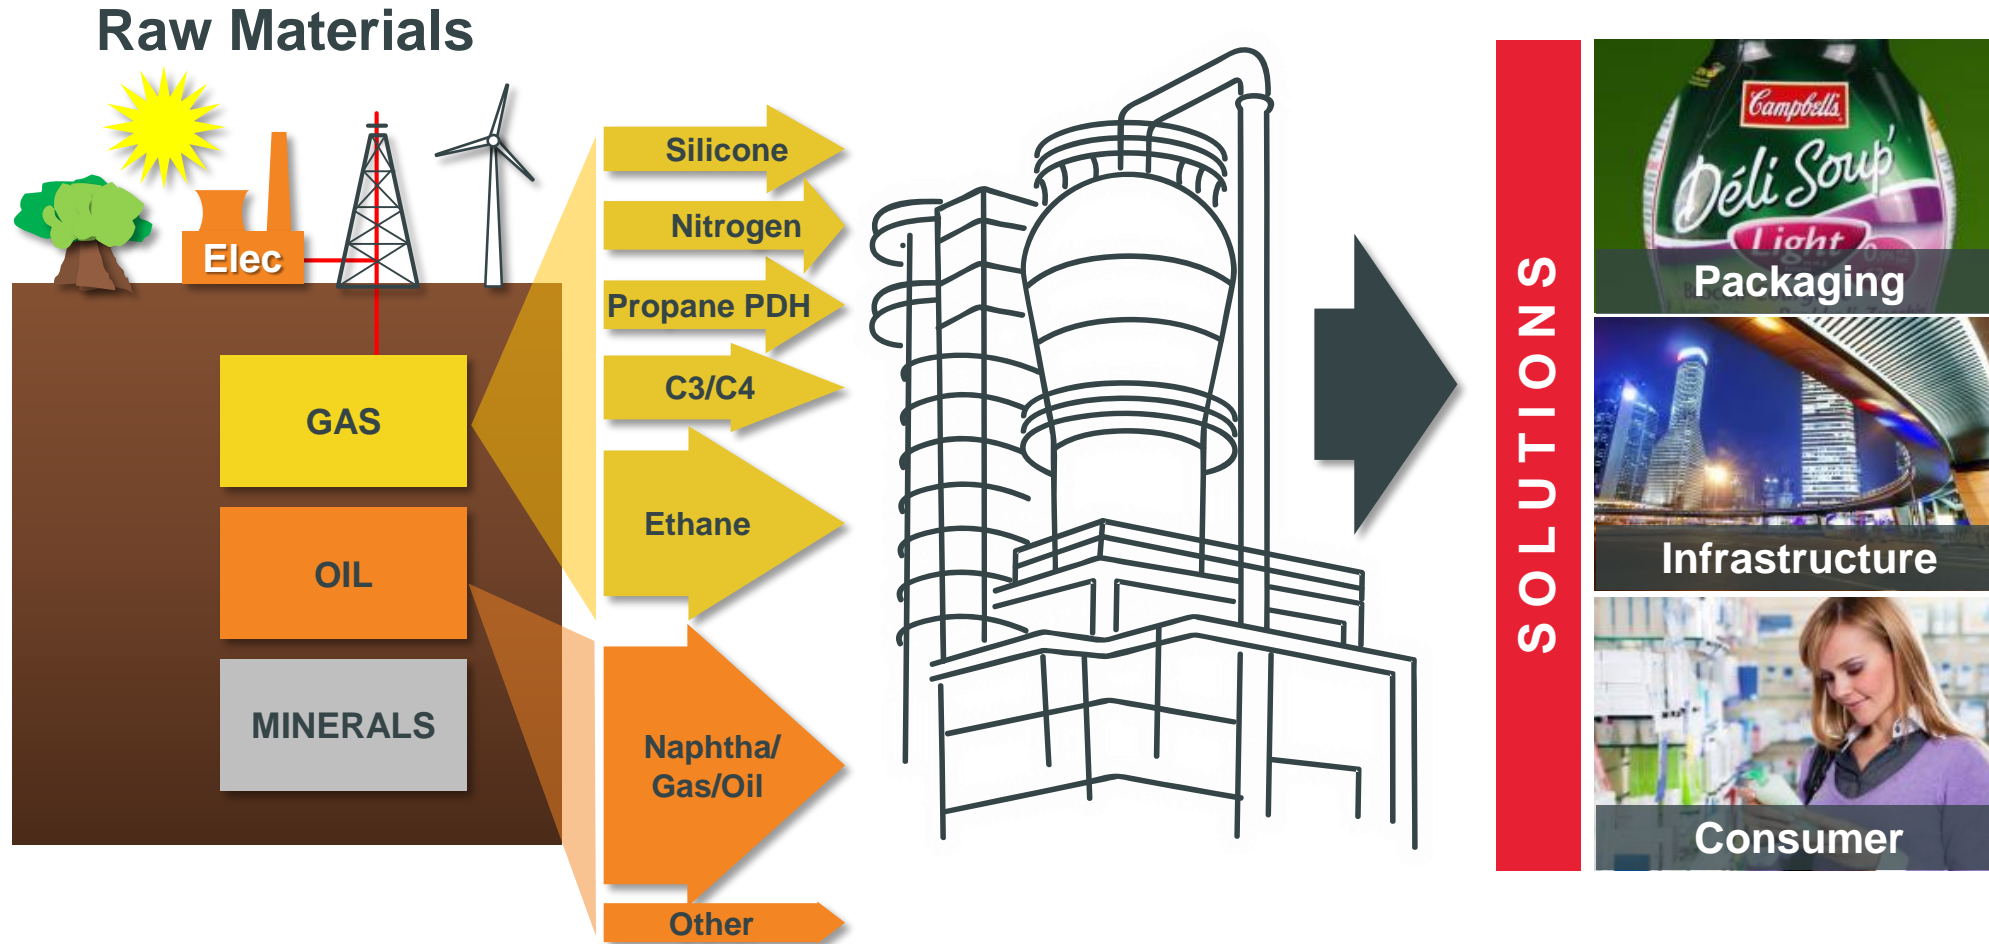 Raw Materials
Elec
GAS
OIL
MINERALS
Silicone
Nitrogen
Propane PDH
C3/C4
Ethane
Naphtha/
Gas/Oil
Other
SOLUTIONS
Campbell's
Déli Soup'
Light
Packaging
Infrastructure
Consumer